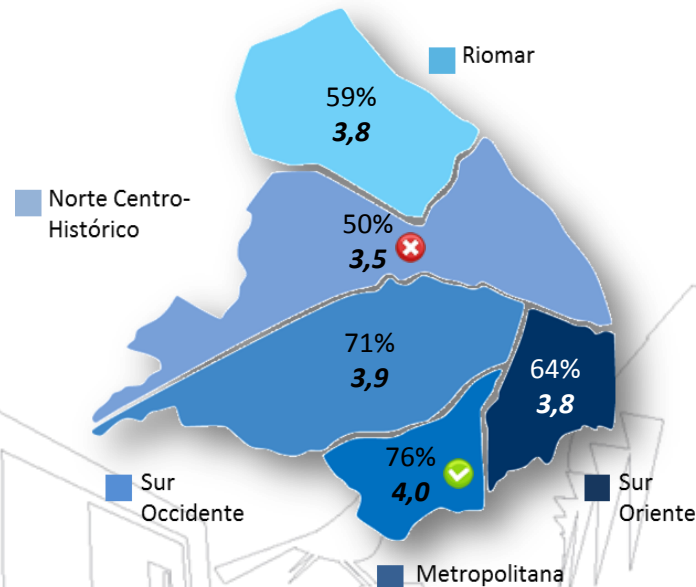 Riomar
59%
3,8
Norte Centro-
Histórico
50%
3,5
71%
3,9
64%
3,8
76%
4,0
Sur
Occidente
Sur
Oriente
Metropolitana